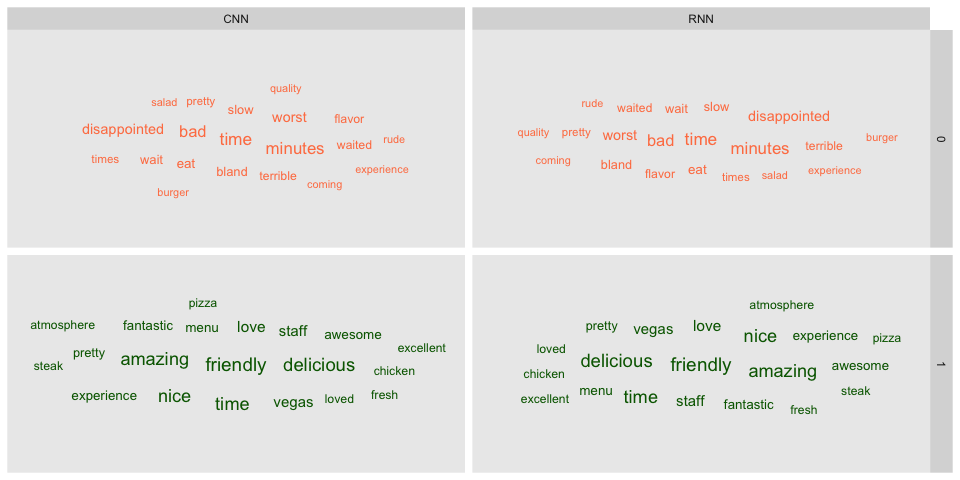 CNN
RNN
quality
salad pretty slow
worst flavor
disappointed bad time minutes waited rude
times wait eat bland terrible coming experience
burger
rude waited wait slow disappointed
quality pretty worst bad time minutes terrible burger
coming bland flavor eat times salad experience
0
pizza
atmosphere fantastic menu love staff awesome
steak pretty amazing friendly delicious chicken excellent
experience nice time vegas loved fresh
atmosphere
pretty vegas love nice experience pizza
loved delicious friendly amazing awesome
chicken
excellent menu time staff fantastic fresh steak
1